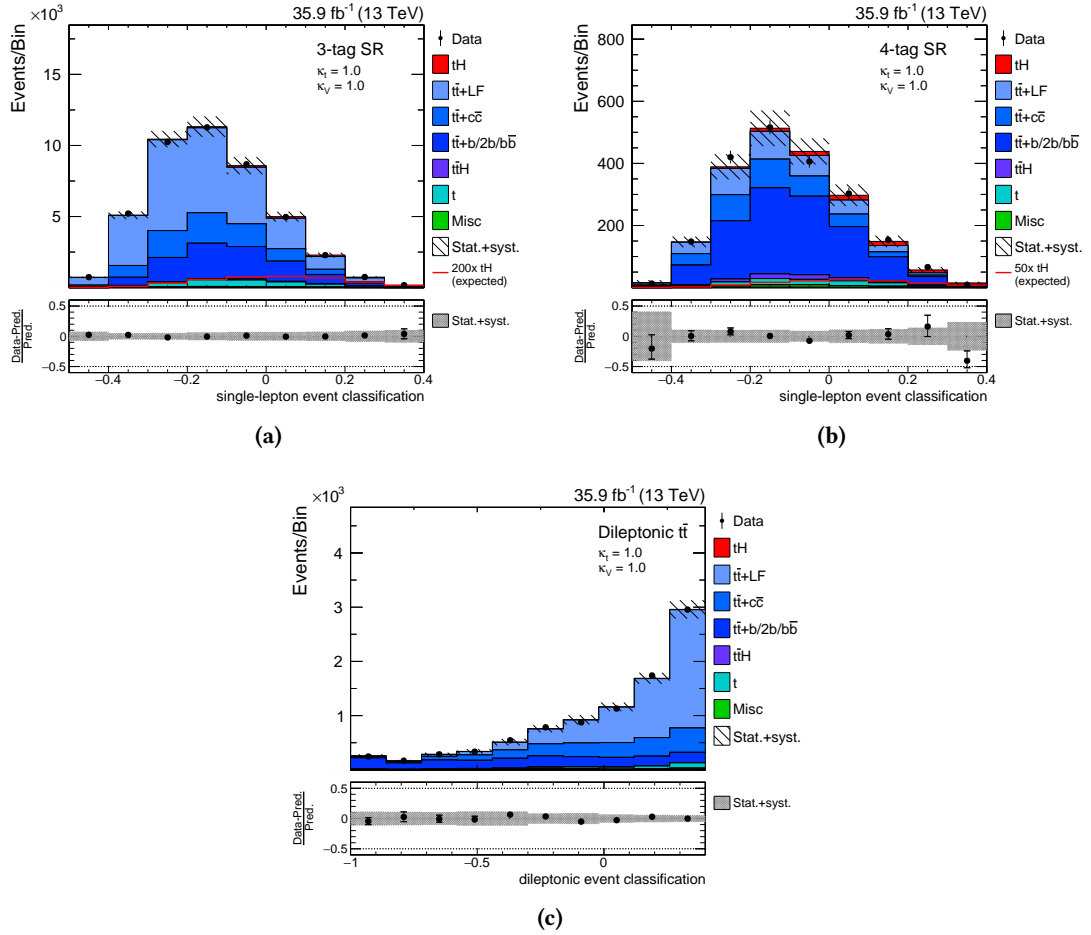 ×10³
35.9 fb⁻¹ (13 TeV)
Events/Bin
3-tag SR
κt = 1.0
κV = 1.0
15
10
5
Data
tH
tt̄+LF
tt̄+cc̄
tt̄+b/2b/bb̄
tt̄H
t
Misc
Stat.+syst.
200x tH
(expected)
Data-Pred.
Pred.
0.5
0
−0.5
Stat.+syst.
−0.4 −0.2 0 0.2 0.4
single-lepton event classification
(a)
35.9 fb⁻¹ (13 TeV)
Events/Bin
4-tag SR
κt = 1.0
κV = 1.0
800
600
400
200
Data
tH
tt̄+LF
tt̄+cc̄
tt̄+b/2b/bb̄
tt̄H
t
Misc
Stat.+syst.
50x tH
(expected)
Data-Pred.
Pred.
0.5
0
−0.5
Stat.+syst.
−0.4 −0.2 0 0.2 0.4
single-lepton event classification
(b)
×10³
35.9 fb⁻¹ (13 TeV)
Events/Bin
Dileptonic tt̄
κt = 1.0
κV = 1.0
4
3
2
1
Data
tH
tt̄+LF
tt̄+cc̄
tt̄+b/2b/bb̄
tt̄H
t
Misc
Stat.+syst.
Data-Pred.
Pred.
0.5
0
−0.5
Stat.+syst.
−1 −0.5 0
dileptonic event classification
(c)